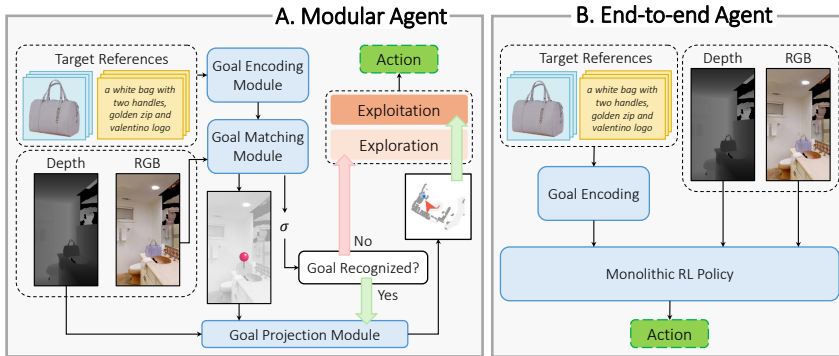 A. Modular Agent
Target References
a white bag with
two handles,
golden zip and
valentino logo
Goal Encoding
Module
Goal Matching
Module
Depth
RGB
σ
Action
Exploitation
Exploration
No
Goal Recognized?
Yes
Goal Projection Module
B. End-to-end Agent
Target References
a white bag with
two handles,
golden zip and
valentino logo
Depth
RGB
Goal Encoding
Monolithic RL Policy
Action